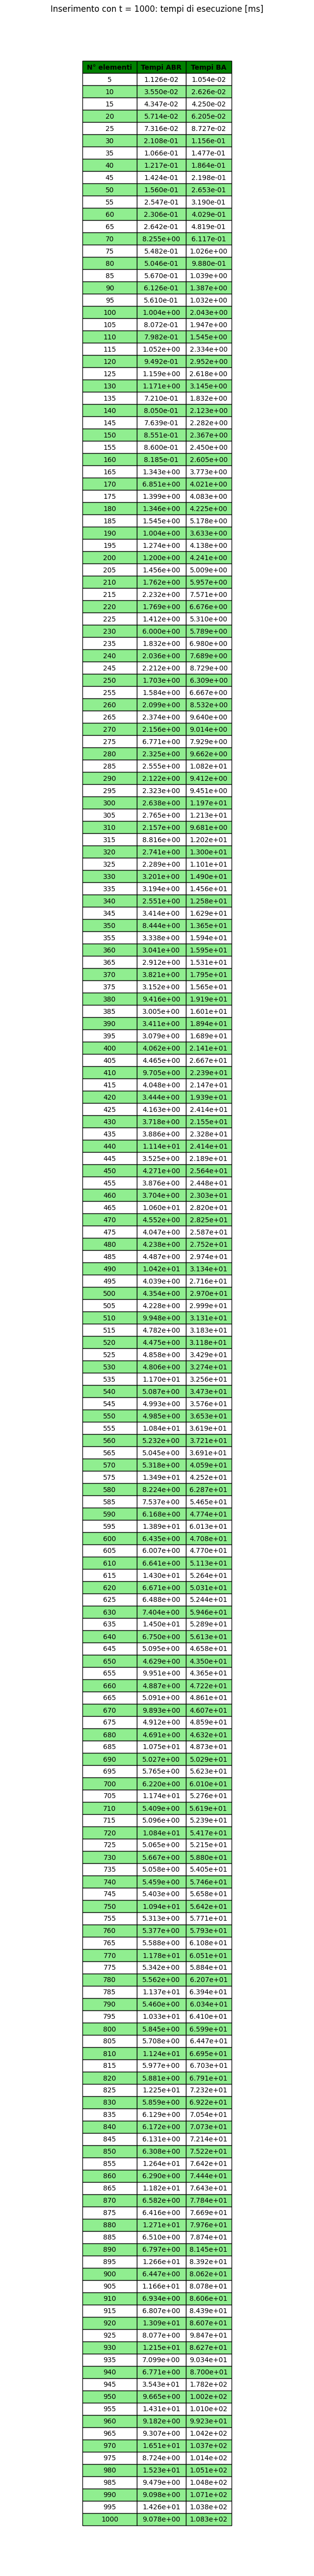 Inserimento con t = 1000: tempi di esecuzione [ms]
N° elementi Tempi ABR Tempi BA
5 1.126e-02 1.054e-02
10 3.550e-02 2.626e-02
15 4.347e-02 4.250e-02
20 5.714e-02 6.205e-02
25 7.316e-02 8.727e-02
30 2.108e-01 1.156e-01
35 1.066e-01 1.477e-01
40 1.217e-01 1.864e-01
45 1.424e-01 2.198e-01
50 1.560e-01 2.653e-01
55 2.547e-01 3.190e-01
60 2.306e-01 4.029e-01
65 2.642e-01 4.819e-01
70 8.255e+00 6.117e-01
75 5.482e-01 1.026e+00
80 5.046e-01 9.880e-01
85 5.670e-01 1.039e+00
90 6.126e-01 1.387e+00
95 5.610e-01 1.032e+00
100 1.004e+00 2.043e+00
105 8.072e-01 1.947e+00
110 7.982e-01 1.545e+00
115 1.052e+00 2.334e+00
120 9.492e-01 2.952e+00
125 1.159e+00 2.618e+00
130 1.171e+00 3.145e+00
135 7.210e-01 1.832e+00
140 8.050e-01 2.123e+00
145 7.639e-01 2.282e+00
150 8.551e-01 2.367e+00
155 8.600e-01 2.450e+00
160 8.185e-01 2.605e+00
165 1.343e+00 3.773e+00
170 6.851e+00 4.021e+00
175 1.399e+00 4.083e+00
180 1.346e+00 4.225e+00
185 1.545e+00 5.178e+00
190 1.004e+00 3.633e+00
195 1.274e+00 4.138e+00
200 1.200e+00 4.241e+00
205 1.456e+00 5.009e+00
210 1.762e+00 5.957e+00
215 2.232e+00 7.571e+00
220 1.769e+00 6.676e+00
225 1.412e+00 5.310e+00
230 6.000e+00 5.789e+00
235 1.832e+00 6.980e+00
240 2.036e+00 7.689e+00
245 2.212e+00 8.729e+00
250 1.703e+00 6.309e+00
255 1.584e+00 6.667e+00
260 2.099e+00 8.532e+00
265 2.374e+00 9.640e+00
270 2.156e+00 9.014e+00
275 6.771e+00 7.929e+00
280 2.325e+00 9.662e+00
285 2.555e+00 1.082e+01
290 2.122e+00 9.412e+00
295 2.323e+00 9.451e+00
300 2.638e+00 1.197e+01
305 2.765e+00 1.213e+01
310 2.157e+00 9.681e+00
315 8.816e+00 1.202e+01
320 2.741e+00 1.300e+01
325 2.289e+00 1.101e+01
330 3.201e+00 1.490e+01
335 3.194e+00 1.456e+01
340 2.551e+00 1.258e+01
345 3.414e+00 1.629e+01
350 8.444e+00 1.365e+01
355 3.338e+00 1.594e+01
360 3.041e+00 1.595e+01
365 2.912e+00 1.531e+01
370 3.821e+00 1.795e+01
375 3.152e+00 1.565e+01
380 9.416e+00 1.919e+01
385 3.005e+00 1.601e+01
390 3.411e+00 1.894e+01
395 3.079e+00 1.689e+01
400 4.062e+00 2.141e+01
405 4.465e+00 2.667e+01
410 9.705e+00 2.239e+01
415 4.048e+00 2.147e+01
420 3.444e+00 1.939e+01
425 4.163e+00 2.414e+01
430 3.718e+00 2.155e+01
435 3.886e+00 2.328e+01
440 1.114e+01 2.414e+01
445 3.525e+00 2.189e+01
450 4.271e+00 2.564e+01
455 3.876e+00 2.448e+01
460 3.704e+00 2.303e+01
465 1.060e+01 2.820e+01
470 4.552e+00 2.825e+01
475 4.047e+00 2.587e+01
480 4.238e+00 2.752e+01
485 4.487e+00 2.974e+01
490 1.042e+01 3.134e+01
495 4.039e+00 2.716e+01
500 4.354e+00 2.970e+01
505 4.228e+00 2.999e+01
510 9.948e+00 3.131e+01
515 4.782e+00 3.183e+01
520 4.475e+00 3.118e+01
525 4.858e+00 3.429e+01
530 4.806e+00 3.274e+01
535 1.170e+01 3.256e+01
540 5.087e+00 3.473e+01
545 4.993e+00 3.576e+01
550 4.985e+00 3.653e+01
555 1.084e+01 3.619e+01
560 5.232e+00 3.721e+01
565 5.045e+00 3.691e+01
570 5.318e+00 4.059e+01
575 1.349e+01 4.252e+01
580 8.224e+00 6.287e+01
585 7.537e+00 5.465e+01
590 6.168e+00 4.774e+01
595 1.389e+01 6.013e+01
600 6.435e+00 4.708e+01
605 6.007e+00 4.770e+01
610 6.641e+00 5.113e+01
615 1.430e+01 5.264e+01
620 6.671e+00 5.031e+01
625 6.488e+00 5.244e+01
630 7.404e+00 5.946e+01
635 1.450e+01 5.289e+01
640 6.750e+00 5.613e+01
645 5.095e+00 4.658e+01
650 4.629e+00 4.350e+01
655 9.951e+00 4.365e+01
660 4.887e+00 4.722e+01
665 5.091e+00 4.861e+01
670 9.893e+00 4.607e+01
675 4.912e+00 4.859e+01
680 4.691e+00 4.632e+01
685 1.075e+01 4.873e+01
690 5.027e+00 5.029e+01
695 5.765e+00 5.623e+01
700 6.220e+00 6.010e+01
705 1.174e+01 5.276e+01
710 5.409e+00 5.619e+01
715 5.096e+00 5.239e+01
720 1.084e+01 5.417e+01
725 5.065e+00 5.215e+01
730 5.667e+00 5.880e+01
735 5.058e+00 5.405e+01
740 5.459e+00 5.746e+01
745 5.403e+00 5.658e+01
750 1.094e+01 5.642e+01
755 5.313e+00 5.771e+01
760 5.377e+00 5.793e+01
765 5.588e+00 6.108e+01
770 1.178e+01 6.051e+01
775 5.342e+00 5.884e+01
780 5.562e+00 6.207e+01
785 1.137e+01 6.394e+01
790 5.460e+00 6.034e+01
795 1.033e+01 6.410e+01
800 5.845e+00 6.599e+01
805 5.708e+00 6.447e+01
810 1.124e+01 6.695e+01
815 5.977e+00 6.703e+01
820 5.881e+00 6.791e+01
825 1.225e+01 7.232e+01
830 5.859e+00 6.922e+01
835 6.129e+00 7.054e+01
840 6.172e+00 7.073e+01
845 6.131e+00 7.214e+01
850 6.308e+00 7.522e+01
855 1.264e+01 7.642e+01
860 6.290e+00 7.444e+01
865 1.182e+01 7.643e+01
870 6.582e+00 7.784e+01
875 6.416e+00 7.669e+01
880 1.271e+01 7.976e+01
885 6.510e+00 7.874e+01
890 6.797e+00 8.145e+01
895 1.266e+01 8.392e+01
900 6.447e+00 8.062e+01
905 1.166e+01 8.078e+01
910 6.934e+00 8.606e+01
915 6.807e+00 8.439e+01
920 1.309e+01 8.607e+01
925 8.077e+00 9.847e+01
930 1.215e+01 8.627e+01
935 7.099e+00 9.034e+01
940 6.771e+00 8.700e+01
945 3.543e+01 1.782e+02
950 9.665e+00 1.002e+02
955 1.431e+01 1.010e+02
960 9.182e+00 9.923e+01
965 9.307e+00 1.042e+02
970 1.651e+01 1.037e+02
975 8.724e+00 1.014e+02
980 1.523e+01 1.051e+02
985 9.479e+00 1.048e+02
990 9.098e+00 1.071e+02
995 1.426e+01 1.038e+02
1000 9.078e+00 1.083e+02